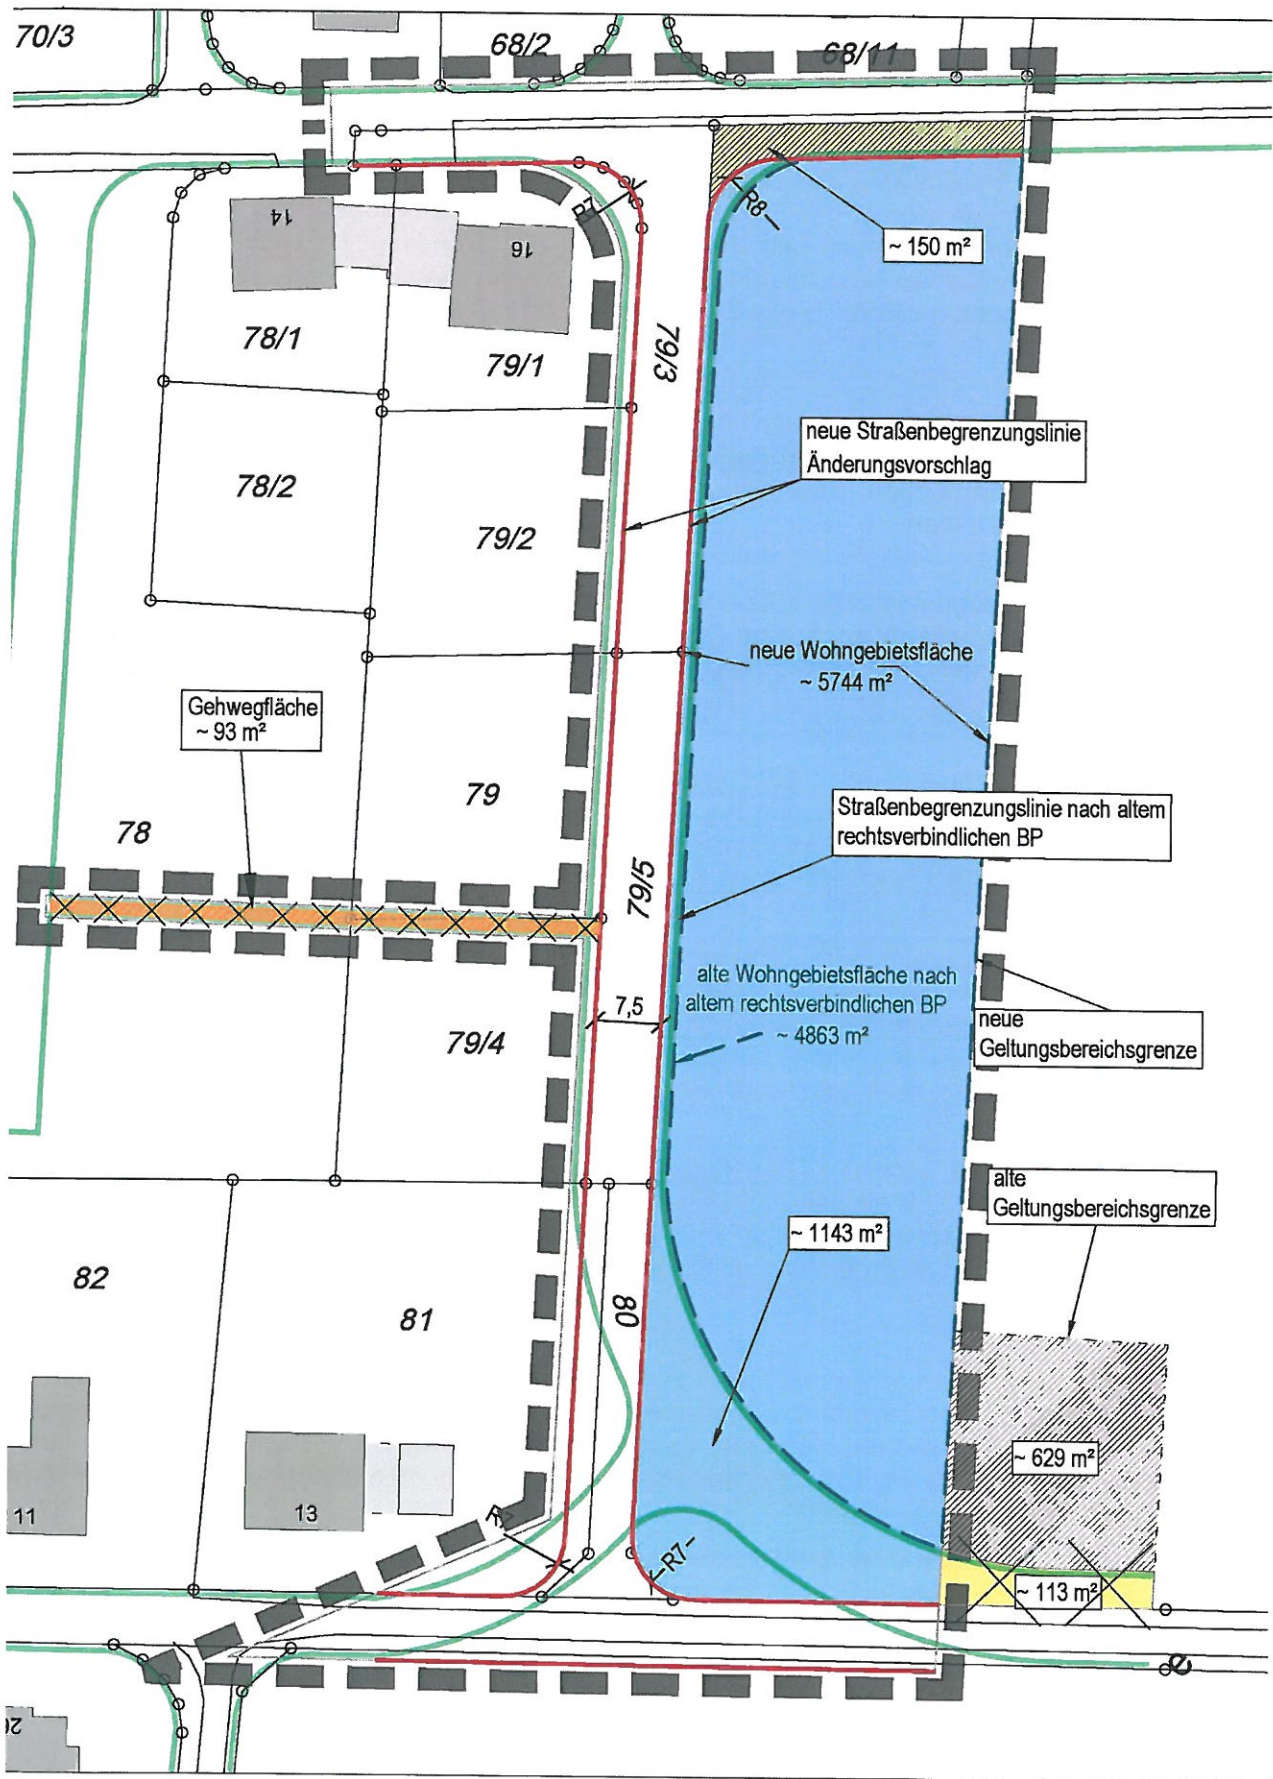 70/3
68/2
68/11
R7
R8
14
16
~ 150 m²
78/1
79/1
79/3
neue Straßenbegrenzungslinie
Änderungsvorschlag
78/2
79/2
neue Wohngebietsfläche
~ 5744 m²
Gehwegfläche
~ 93 m²
79
78
Straßenbegrenzungslinie nach altem
rechtsverbindlichen BP
79/5
alte Wohngebietsfläche nach
altem rechtsverbindlichen BP
~ 4863 m²
7,5
neue
Geltungsbereichsgrenze
79/4
alte
Geltungsbereichsgrenze
~ 1143 m²
82
80
81
~ 629 m²
11
13
R7
~ 113 m²
e